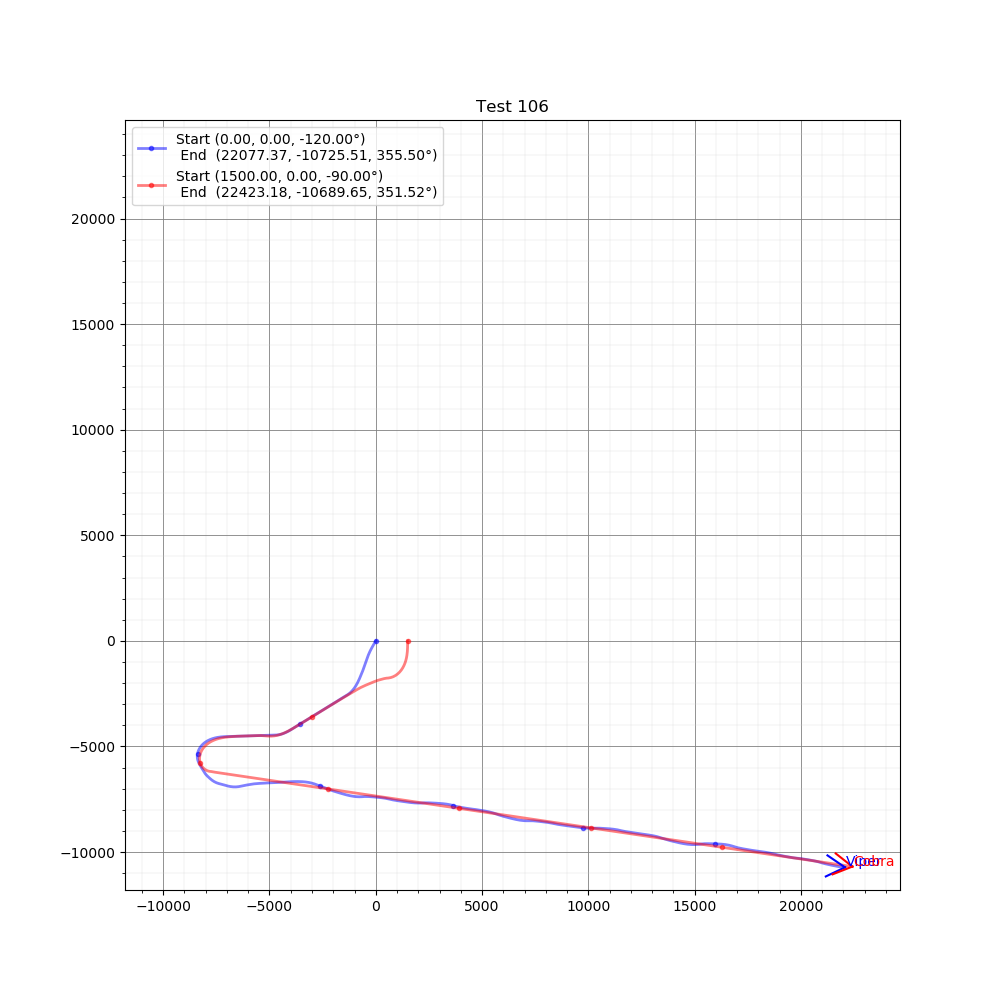 Test 106
Start (0.00, 0.00, -120.00°)
End (22077.37, -10725.51, 355.50°)
Start (1500.00, 0.00, -90.00°)
End (22423.18, -10689.65, 351.52°)
20000
15000
10000
5000
0
−5000
−10000
Viper
Cobra
−10000 −5000 0 5000 10000 15000 20000